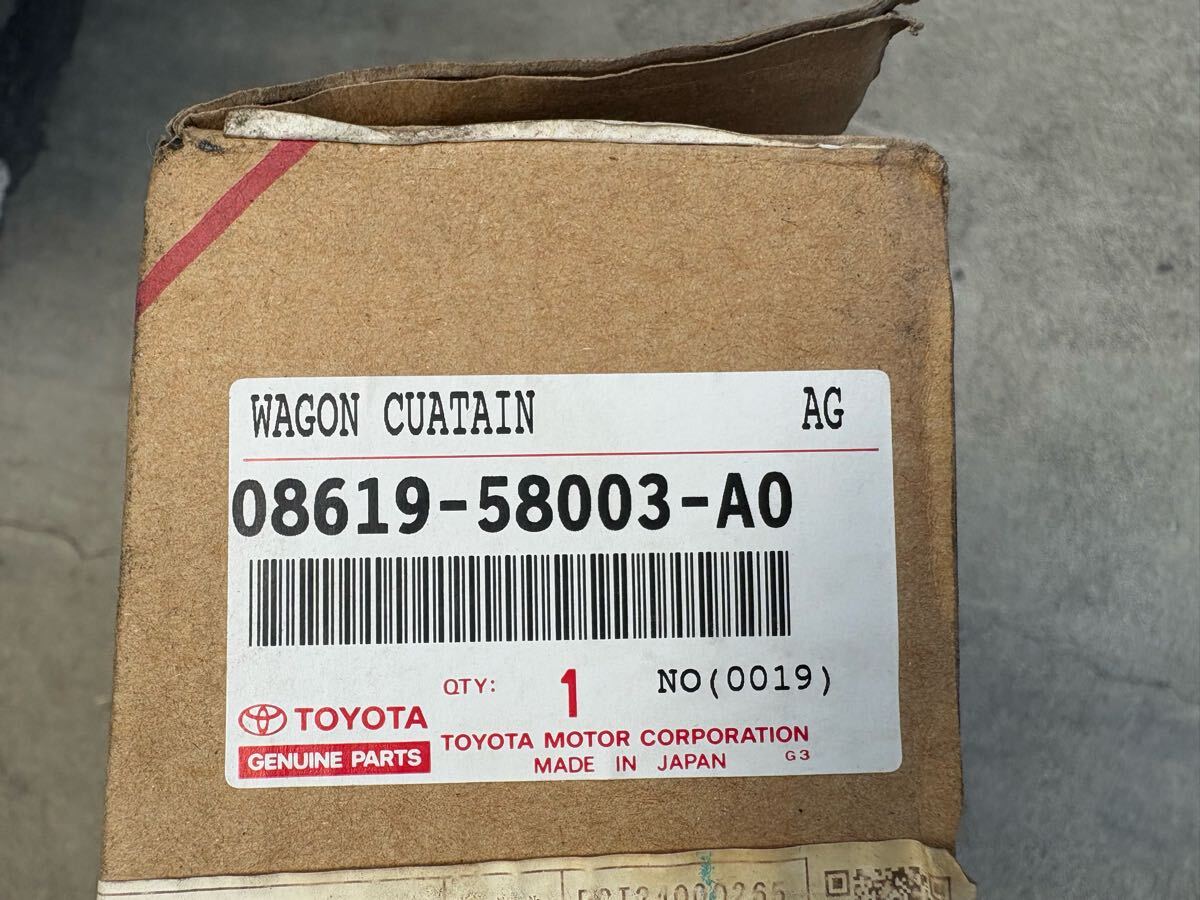 WAGON CUATAIN AG
08619-58003-A0
QTY: 1 NO(0019)
TOYOTA
GENUINE PARTS
TOYOTA MOTOR CORPORATION
MADE IN JAPAN G3